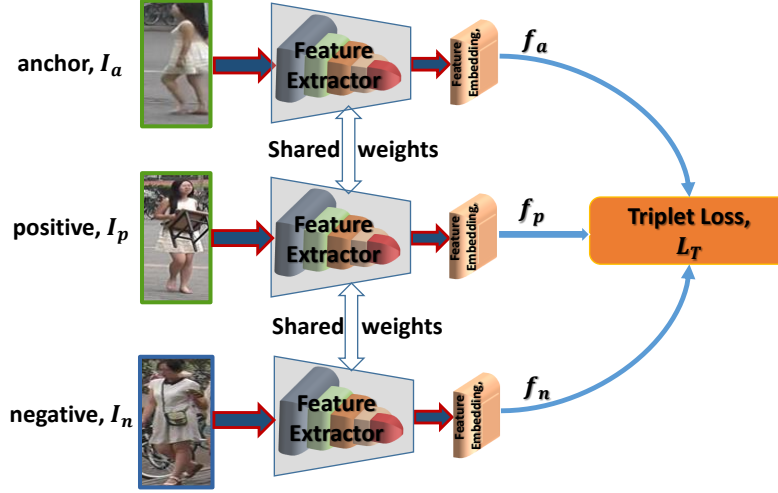 anchor, I_a
Feature
Extractor
Feature
Embedding,
f_a
Shared weights
positive, I_p
Feature
Extractor
Feature
Embedding,
f_p
Triplet Loss,
L_T
Shared weights
negative, I_n
Feature
Extractor
Feature
Embedding,
f_n